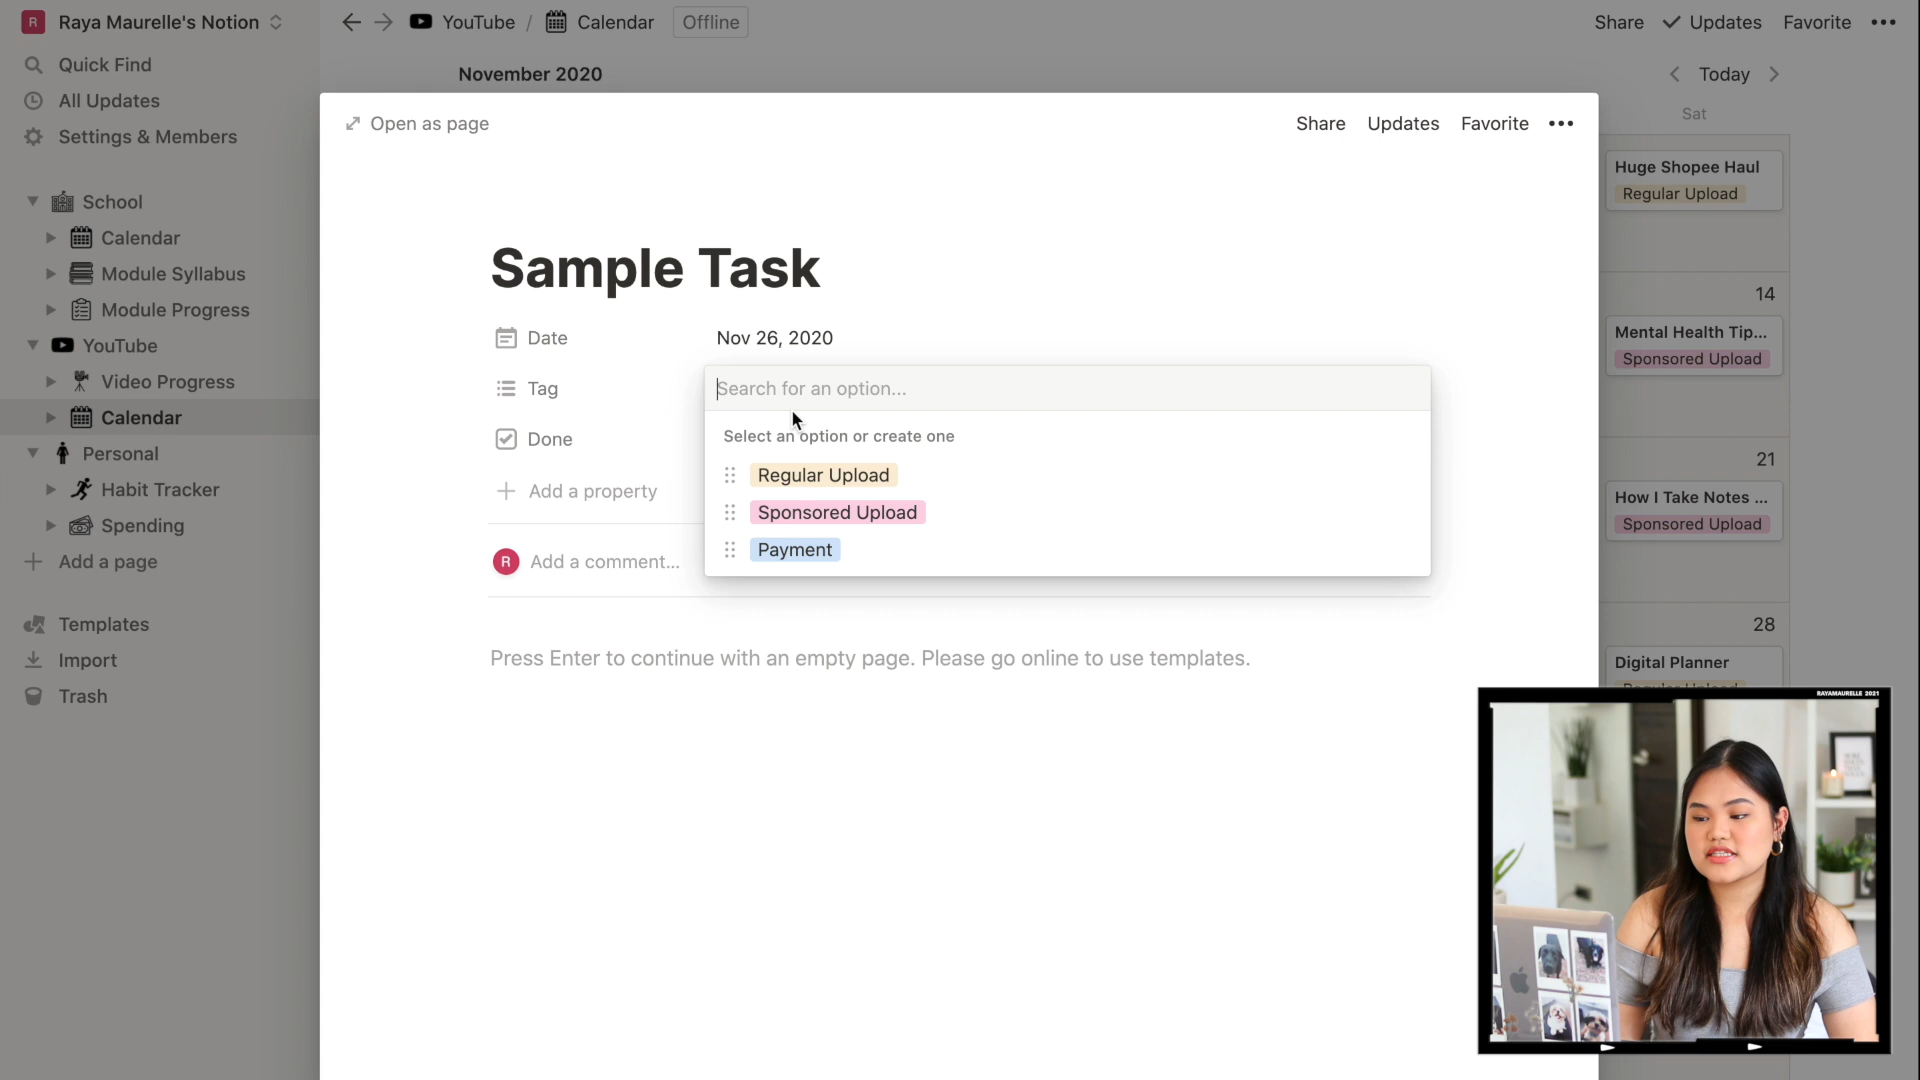 R Raya Maurelle's Notion
Quick Find
All Updates
Settings & Members
School
Calendar
Module Syllabus
Module Progress
YouTube
Video Progress
Calendar
Personal
Habit Tracker
Spending
Add a page
Templates
Import
Trash
YouTube / Calendar Offline
Share Updates Favorite
November 2020
Today
Sat
Open as page
Share Updates Favorite
Sample Task
Date Nov 26, 2020
Tag Search for an option...
Done
Select an option or create one
Regular Upload
Sponsored Upload
Payment
Add a property
R Add a comment...
Press Enter to continue with an empty page. Please go online to use templates.
Huge Shopee Haul
Regular Upload
14
Mental Health Tip...
Sponsored Upload
21
How I Take Notes ...
Sponsored Upload
28
Digital Planner
Regular Upload
RAYAMAURELLE 2021